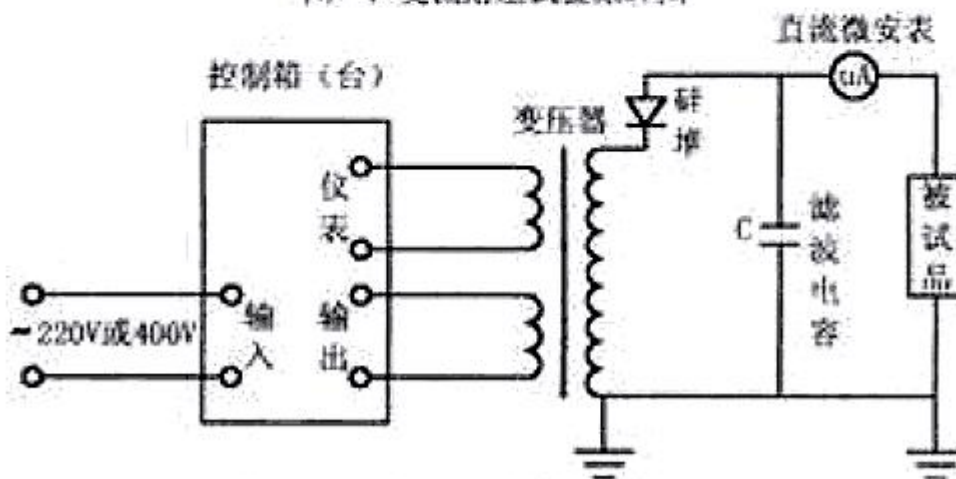 直流微安表
控制箱(台)
uA
变压器
硅堆
仪表
被试品
C
滤波电容
输入
输出
~220V或400V